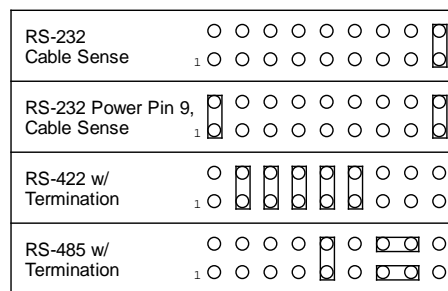 RS-232
Cable Sense
1
RS-232 Power Pin 9,
Cable Sense
1
RS-422 w/
Termination
1
RS-485 w/
Termination
1